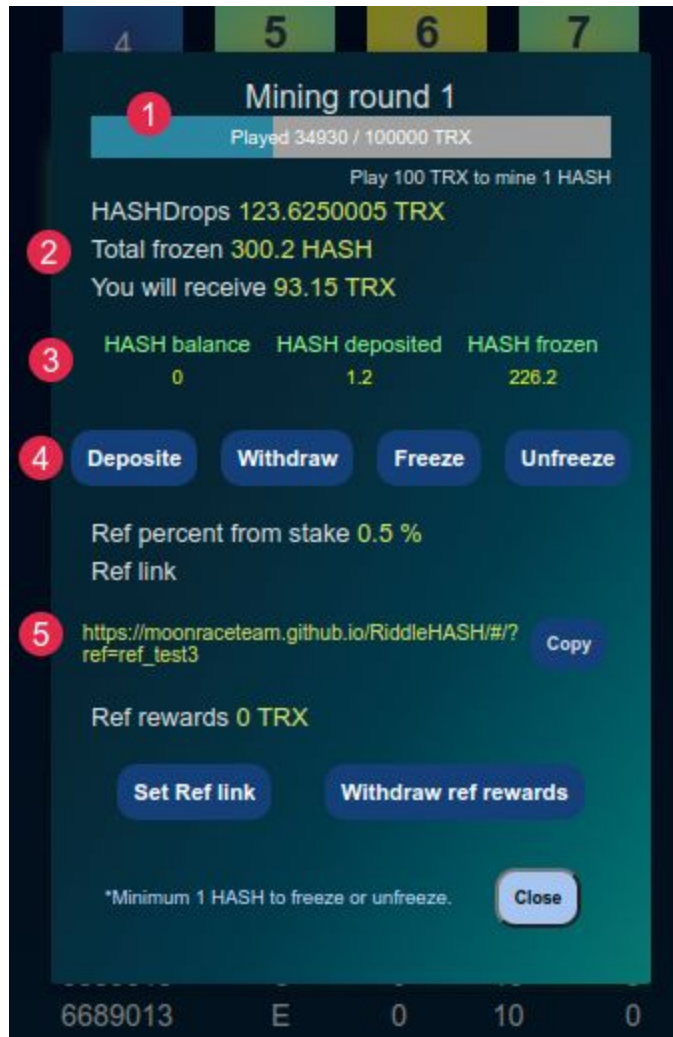 4 5 6 7
Mining round 1
1
Played 34930 / 100000 TRX
Play 100 TRX to mine 1 HASH
HASHDrops 123.6250005 TRX
2 Total frozen 300.2 HASH
You will receive 93.15 TRX
HASH balance HASH deposited HASH frozen
3
0 1.2 226.2
4 Deposite Withdraw Freeze Unfreeze
Ref percent from stake 0.5 %
Ref link
5 https://moonraceteam.github.io/RiddleHASH/#/?
ref=ref_test3
Copy
Ref rewards 0 TRX
Set Ref link Withdraw ref rewards
*Minimum 1 HASH to freeze or unfreeze. Close
6689013 E 0 10 0